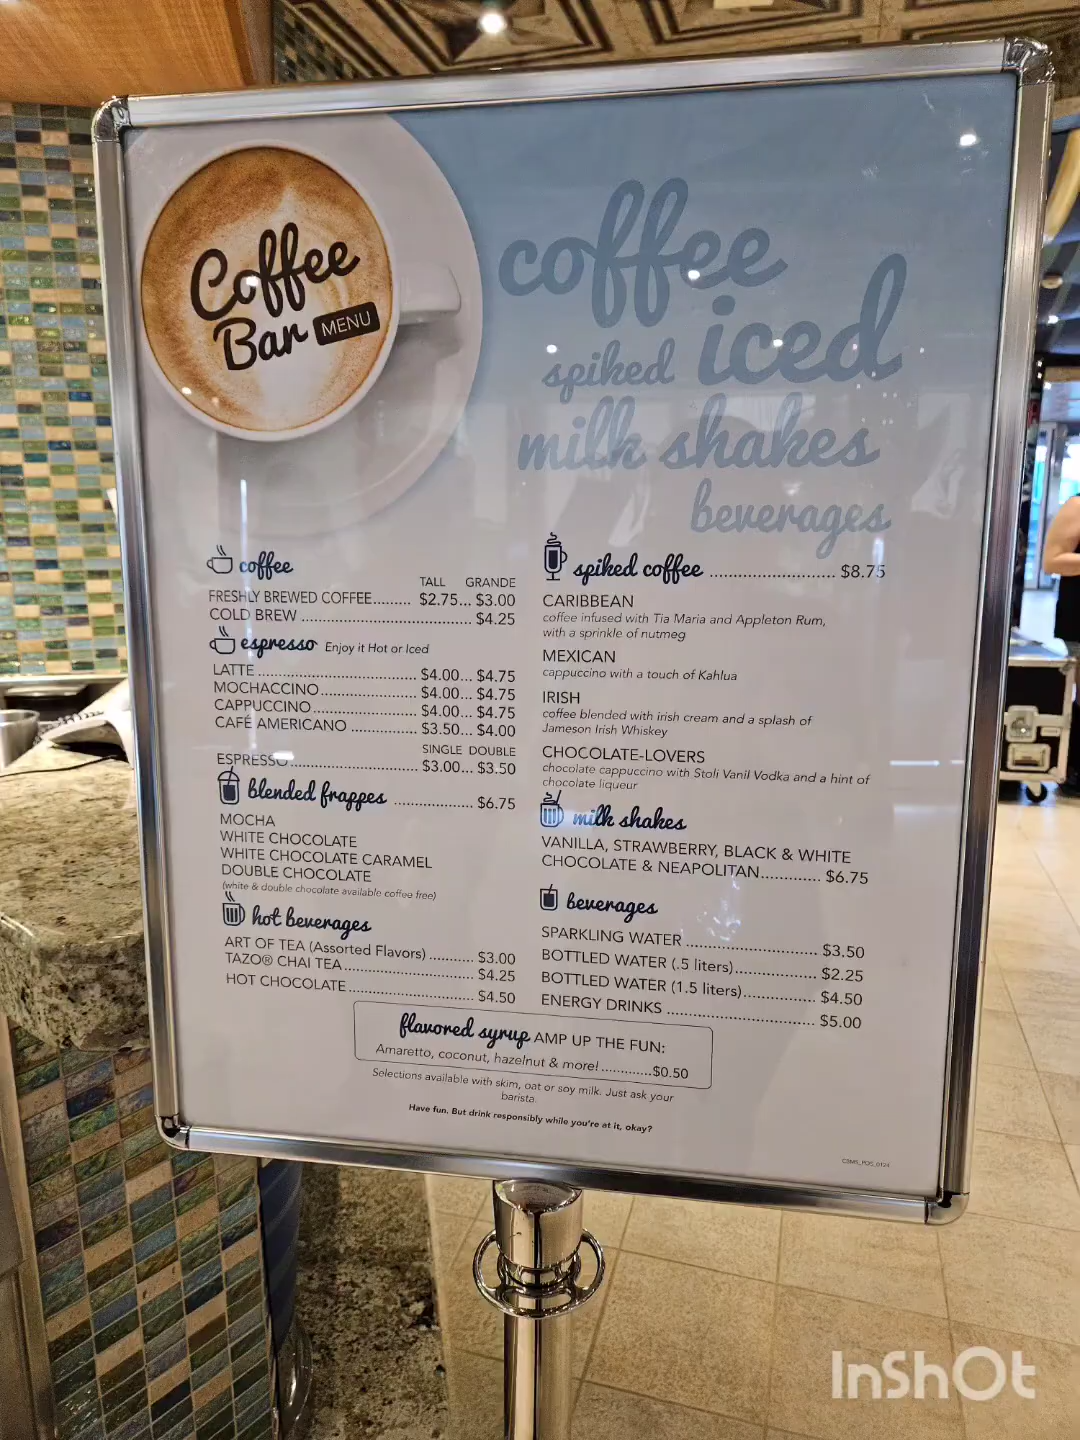 Coffee
Bar MENU
coffee
spiked iced
milk shakes
beverages
coffee
TALL GRANDE
FRESHLY BREWED COFFEE......... $2.75... $3.00
COLD BREW ........................................ $4.25
espresso Enjoy it Hot or Iced
LATTE ..................................... $4.00... $4.75
MOCHACCINO...................... $4.00... $4.75
CAPPUCCINO........................ $4.00... $4.75
CAFÉ AMERICANO ............... $3.50... $4.00
SINGLE DOUBLE
ESPRESSO.............................. $3.00... $3.50
blended frappes .................. $6.75
MOCHA
WHITE CHOCOLATE
WHITE CHOCOLATE CARAMEL
DOUBLE CHOCOLATE
(white & double chocolate available coffee free)
hot beverages
ART OF TEA (Assorted Flavors) .......... $3.00
TAZO® CHAI TEA.............................. $4.25
HOT CHOCOLATE............................. $4.50
spiked coffee ............................. $8.75
CARIBBEAN
coffee infused with Tia Maria and Appleton Rum,
with a sprinkle of nutmeg
MEXICAN
cappuccino with a touch of Kahlua
IRISH
coffee blended with irish cream and a splash of
Jameson Irish Whiskey
CHOCOLATE-LOVERS
chocolate cappuccino with Stoli Vanil Vodka and a hint of
chocolate liqueur
milk shakes
VANILLA, STRAWBERRY, BLACK & WHITE
CHOCOLATE & NEAPOLITAN............. $6.75
beverages
SPARKLING WATER ............................. $3.50
BOTTLED WATER (.5 liters).................. $2.25
BOTTLED WATER (1.5 liters)................ $4.50
ENERGY DRINKS ................................. $5.00
flavored syrup AMP UP THE FUN:
Amaretto, coconut, hazelnut & more!............$0.50
Selections available with skim, oat or soy milk. Just ask your
barista.
Have fun. But drink responsibly while you're at it, okay?
InShOt